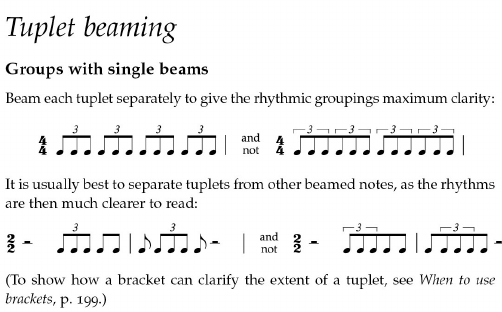 Tuplet beaming
Groups with single beams
Beam each tuplet separately to give the rhythmic groupings maximum clarity:
4 4 3 3 3 3 and not 4 4 3 3 3 3
It is usually best to separate tuplets from other beamed notes, as the rhythms
are then much clearer to read:
2 2 3 3 and not 2 2 3 3
(To show how a bracket can clarify the extent of a tuplet, see When to use
brackets, p. 199.)